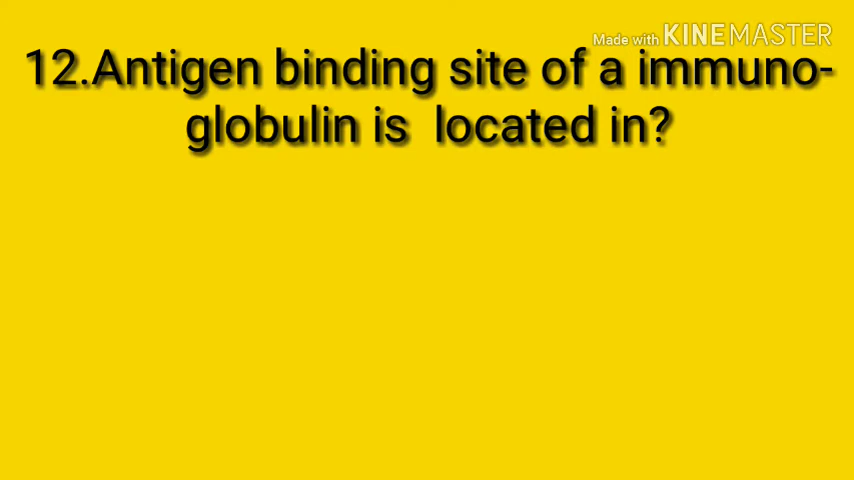 Made with KINEMASTER
12.Antigen binding site of a immuno-
globulin is located in?